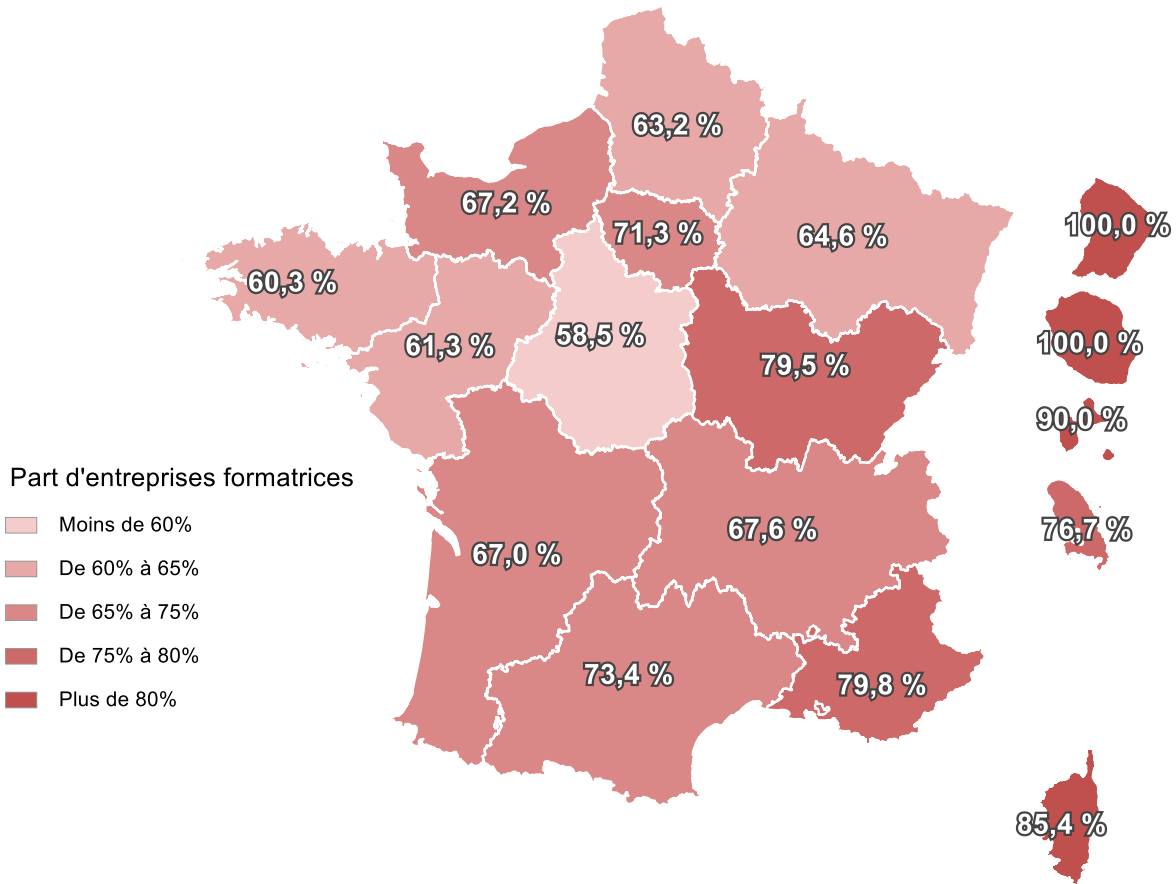 63,2 %
67,2 %
71,3 %
64,6 %
100,0 %
60,3 %
61,3 %
58,5 %
79,5 %
100,0 %
90,0 %
Part d'entreprises formatrices
Moins de 60%
De 60% à 65%
De 65% à 75%
De 75% à 80%
Plus de 80%
67,0 %
67,6 %
76,7 %
73,4 %
79,8 %
85,4 %